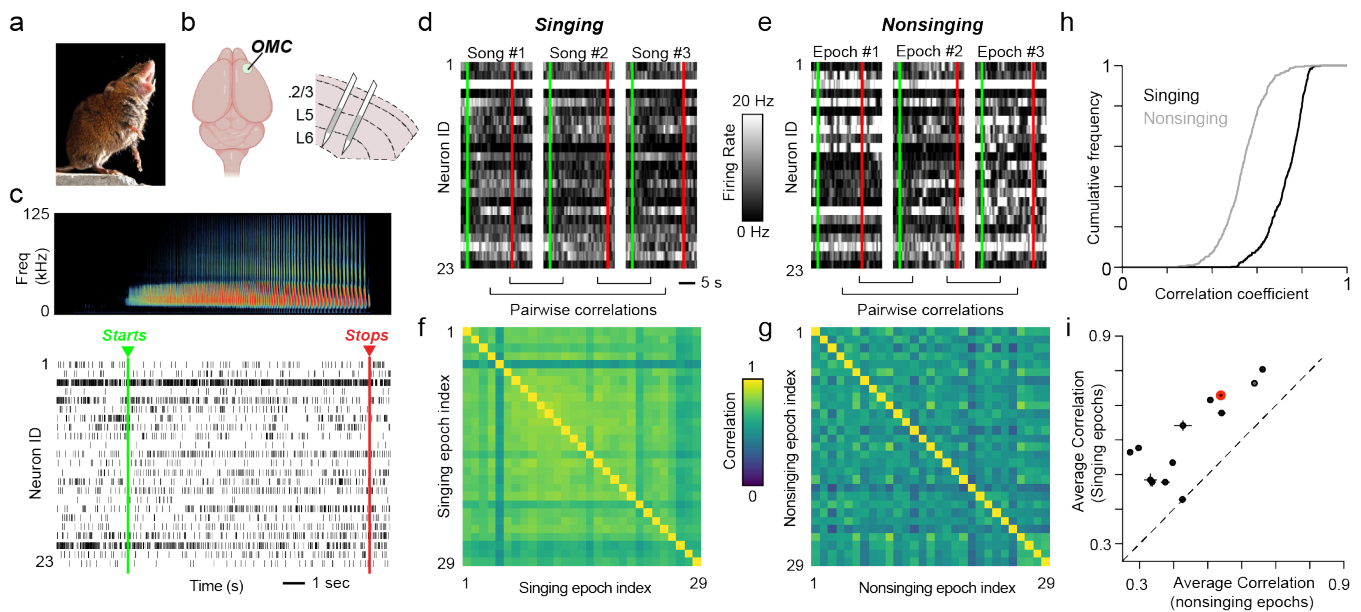 a
b
OMC
.2/3
L5
L6
c
125
Freq
(kHz)
0
Starts
Stops
1
Neuron ID
23
Time (s)
1 sec
d
Singing
Song #1
Song #2
Song #3
1
Neuron ID
23
5 s
Pairwise correlations
20 Hz
Firing Rate
0 Hz
e
Nonsinging
Epoch #1
Epoch #2
Epoch #3
1
Neuron ID
23
Pairwise correlations
f
1
Singing epoch index
29
1
29
Singing epoch index
1
Correlation
0
g
1
Nonsinging epoch index
29
1
29
Nonsinging epoch index
h
1
Singing
Nonsinging
Cumulative frequency
0
0
1
Correlation coefficient
i
0.9
Average Correlation
(Singing epochs)
0.3
0.3
0.9
Average Correlation
(nonsinging epochs)